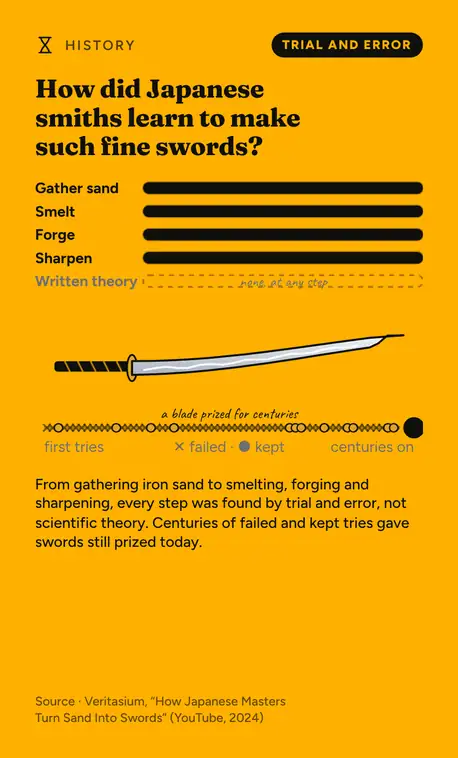 HISTORY
TRIAL AND ERROR
How did Japanese
smiths learn to make
such fine swords?
Gather sand
Smelt
Forge
Sharpen
Written theory
none, at any step
a blade prized for centuries
first tries
✕ failed · ● kept
centuries on
From gathering iron sand to smelting, forging and
sharpening, every step was found by trial and error, not
scientific theory. Centuries of failed and kept tries gave
swords still prized today.
Source · Veritasium, “How Japanese Masters
Turn Sand Into Swords” (YouTube, 2024)